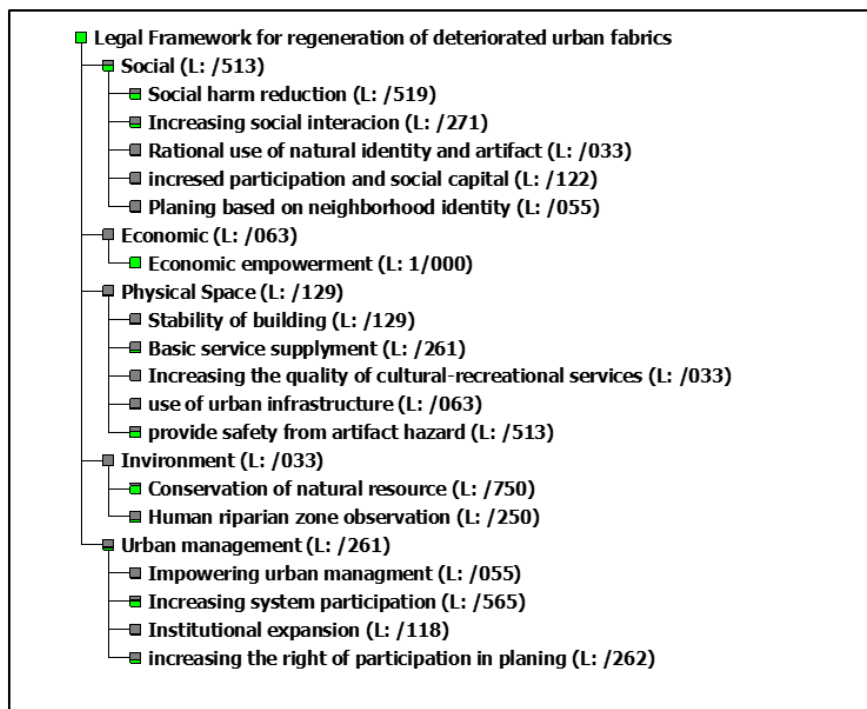 Legal Framework for regeneration of deteriorated urban fabrics
Social (L: /513)
Social harm reduction (L: /519)
Increasing social interacion (L: /271)
Rational use of natural identity and artifact (L: /033)
incresed participation and social capital (L: /122)
Planing based on neighborhood identity (L: /055)
Economic (L: /063)
Economic empowerment (L: 1/000)
Physical Space (L: /129)
Stability of building (L: /129)
Basic service supplyment (L: /261)
Increasing the quality of cultural-recreational services (L: /033)
use of urban infrastructure (L: /063)
provide safety from artifact hazard (L: /513)
Invironment (L: /033)
Conservation of natural resource (L: /750)
Human riparian zone observation (L: /250)
Urban management (L: /261)
Impowering urban managment (L: /055)
Increasing system participation (L: /565)
Institutional expansion (L: /118)
increasing the right of participation in planing (L: /262)